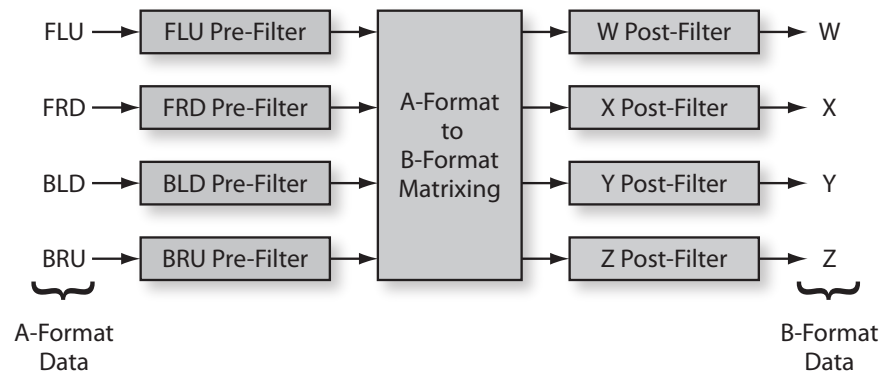 FLU
FLU Pre-Filter
W Post-Filter
W
FRD
FRD Pre-Filter
X Post-Filter
X
A-Format
to
B-Format
Matrixing
BLD
BLD Pre-Filter
Y Post-Filter
Y
BRU
BRU Pre-Filter
Z Post-Filter
Z
A-Format
Data
B-Format
Data